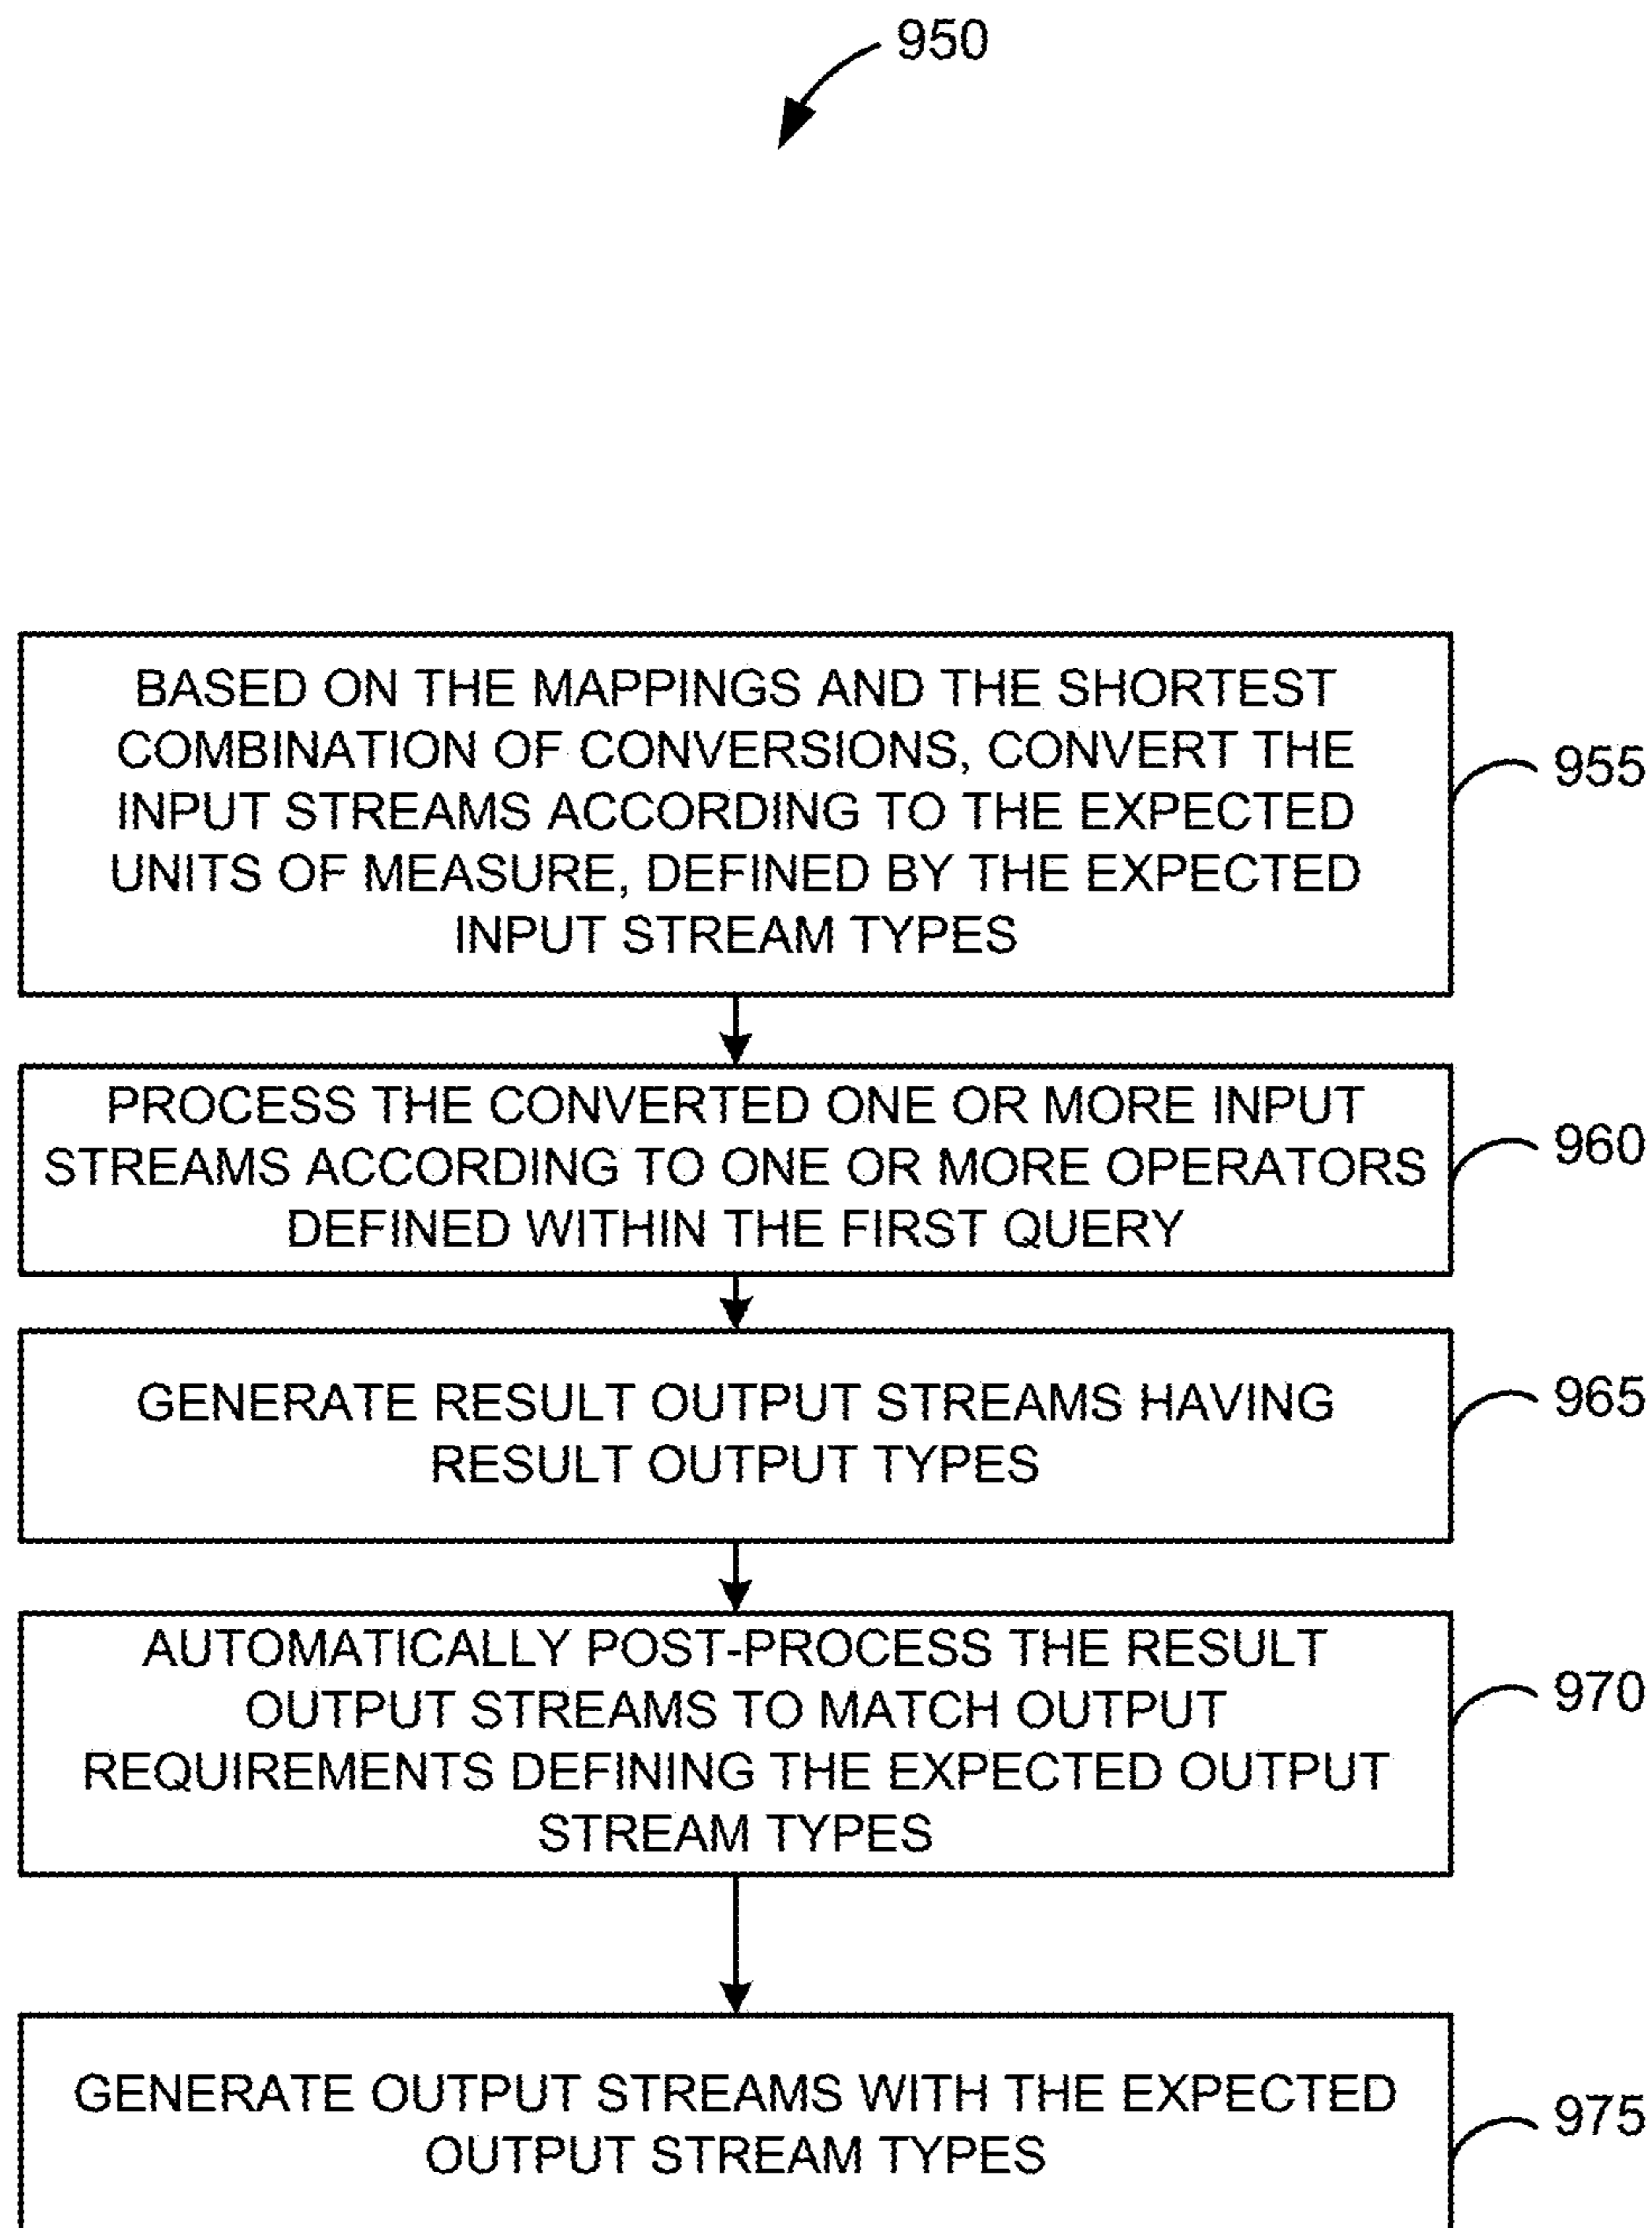 950
BASED ON THE MAPPINGS AND THE SHORTEST
COMBINATION OF CONVERSIONS, CONVERT THE
INPUT STREAMS ACCORDING TO THE EXPECTED
UNITS OF MEASURE, DEFINED BY THE EXPECTED
INPUT STREAM TYPES
955
PROCESS THE CONVERTED ONE OR MORE INPUT
STREAMS ACCORDING TO ONE OR MORE OPERATORS
DEFINED WITHIN THE FIRST QUERY
960
GENERATE RESULT OUTPUT STREAMS HAVING
RESULT OUTPUT TYPES
965
AUTOMATICALLY POST-PROCESS THE RESULT
OUTPUT STREAMS TO MATCH OUTPUT
REQUIREMENTS DEFINING THE EXPECTED OUTPUT
STREAM TYPES
970
GENERATE OUTPUT STREAMS WITH THE EXPECTED
OUTPUT STREAM TYPES
975